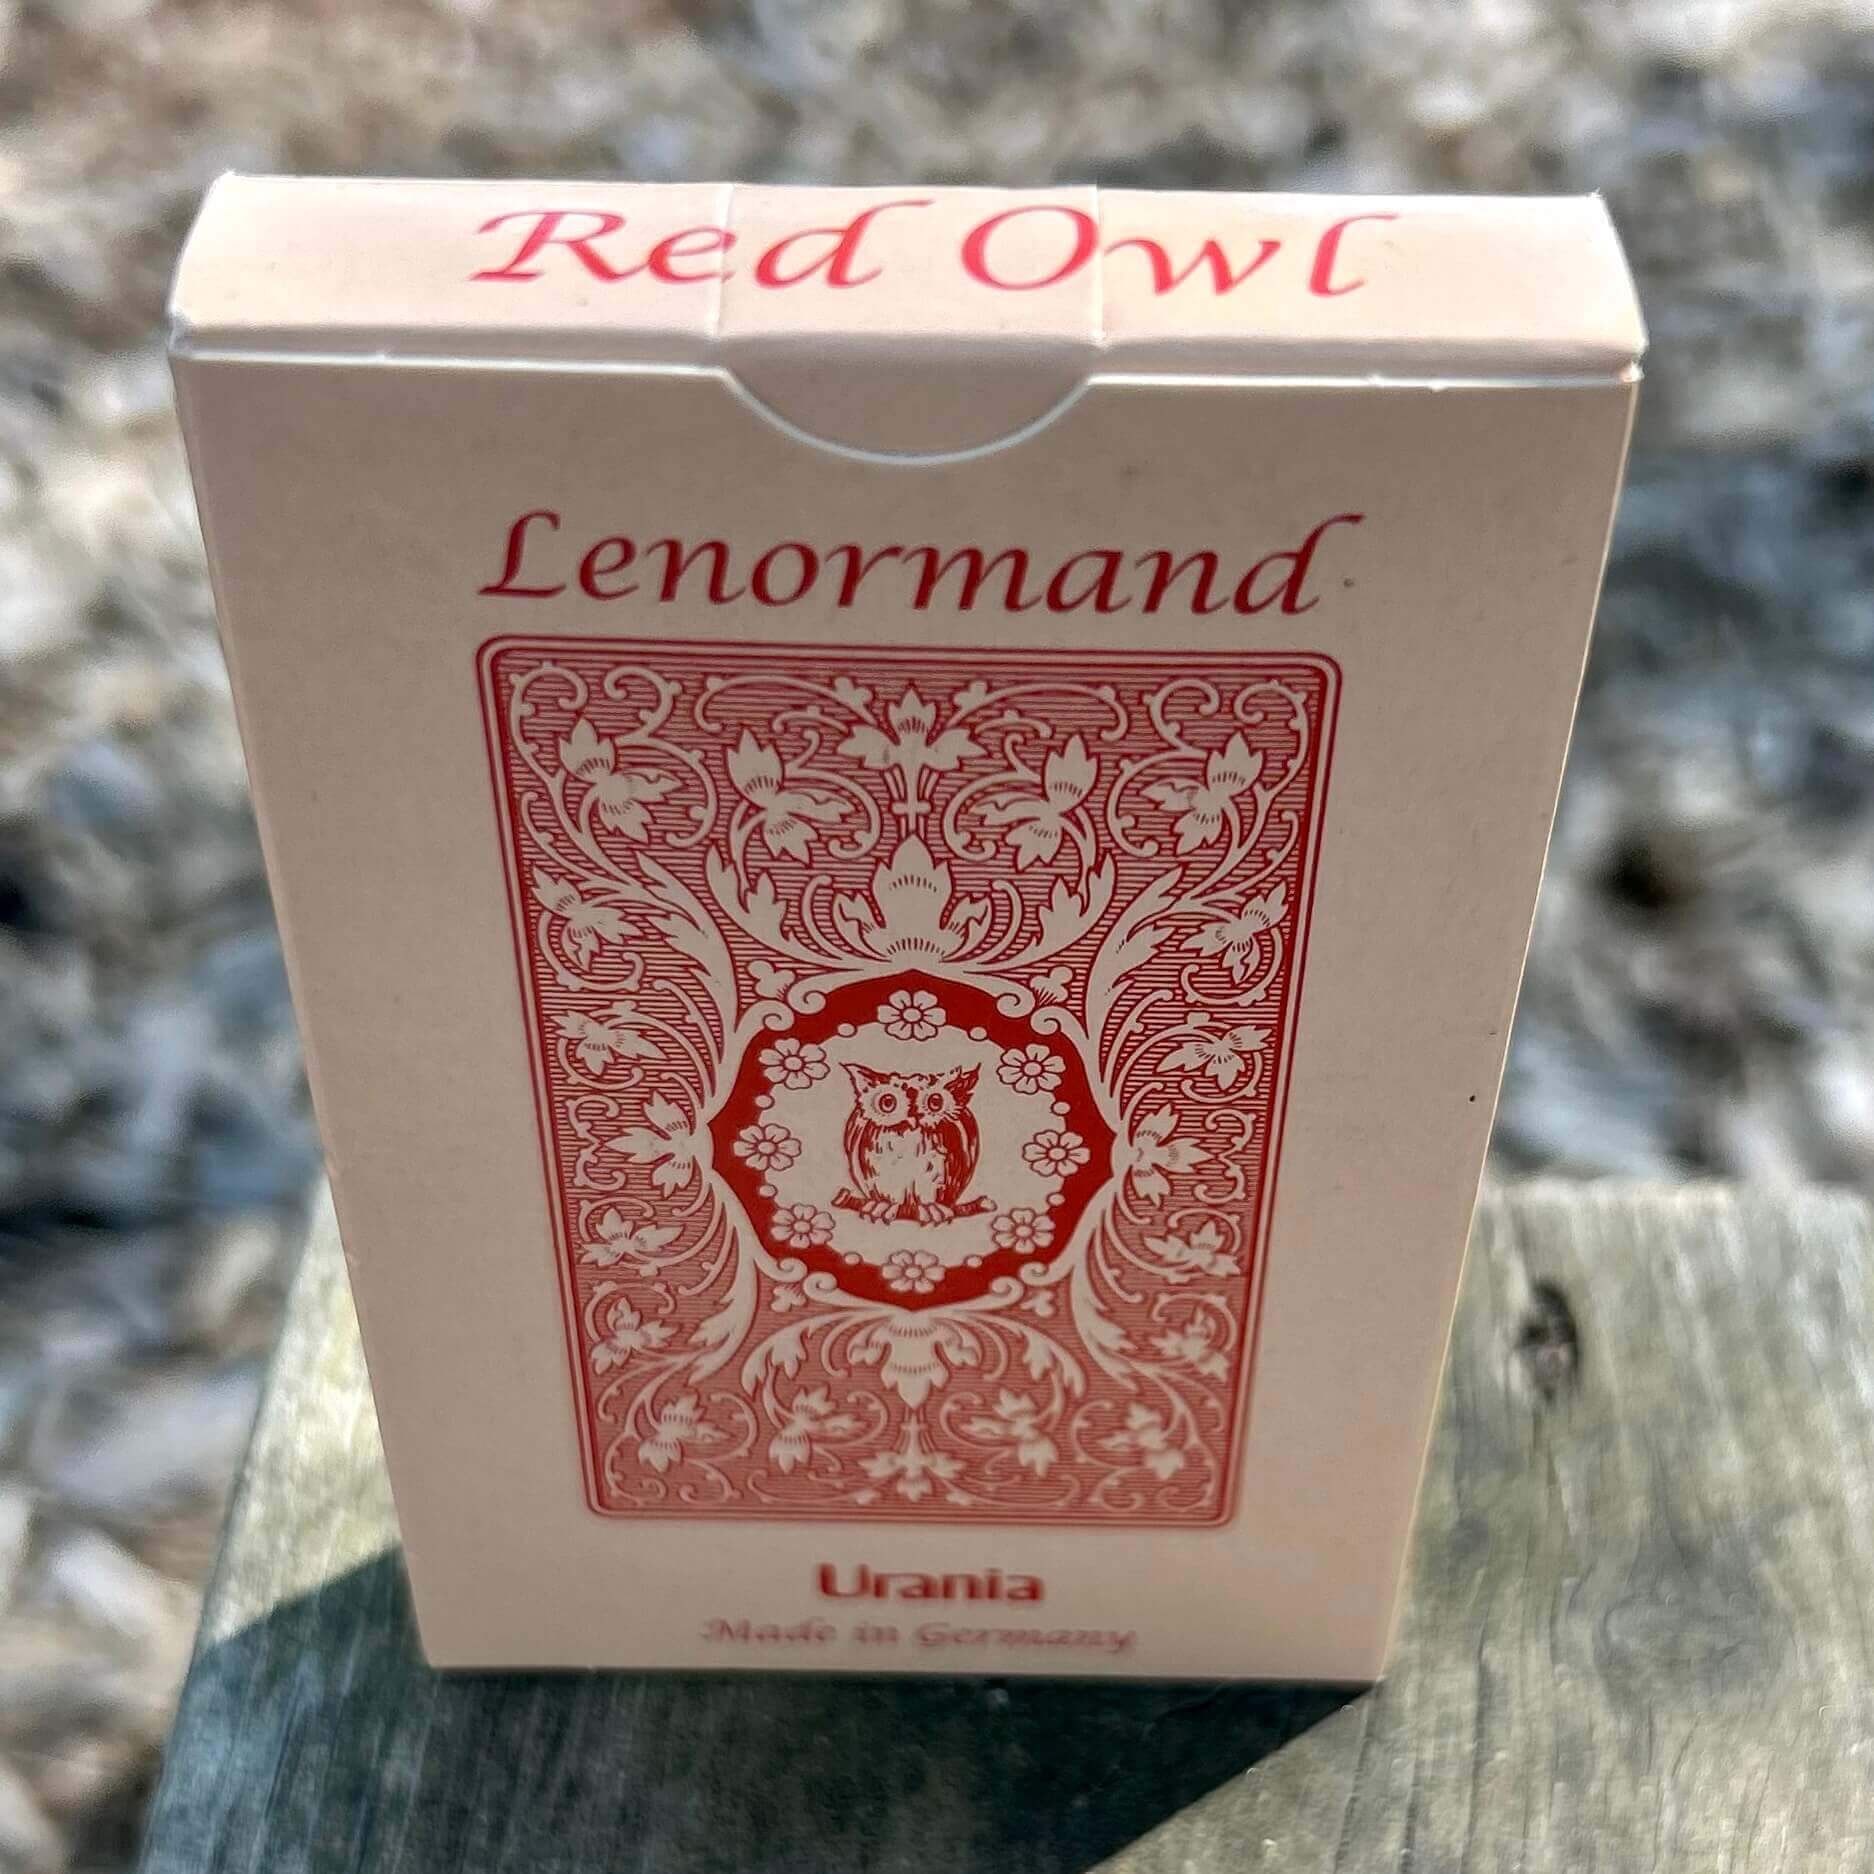 Red Owl
Lenormand
Urania
Made in Germany